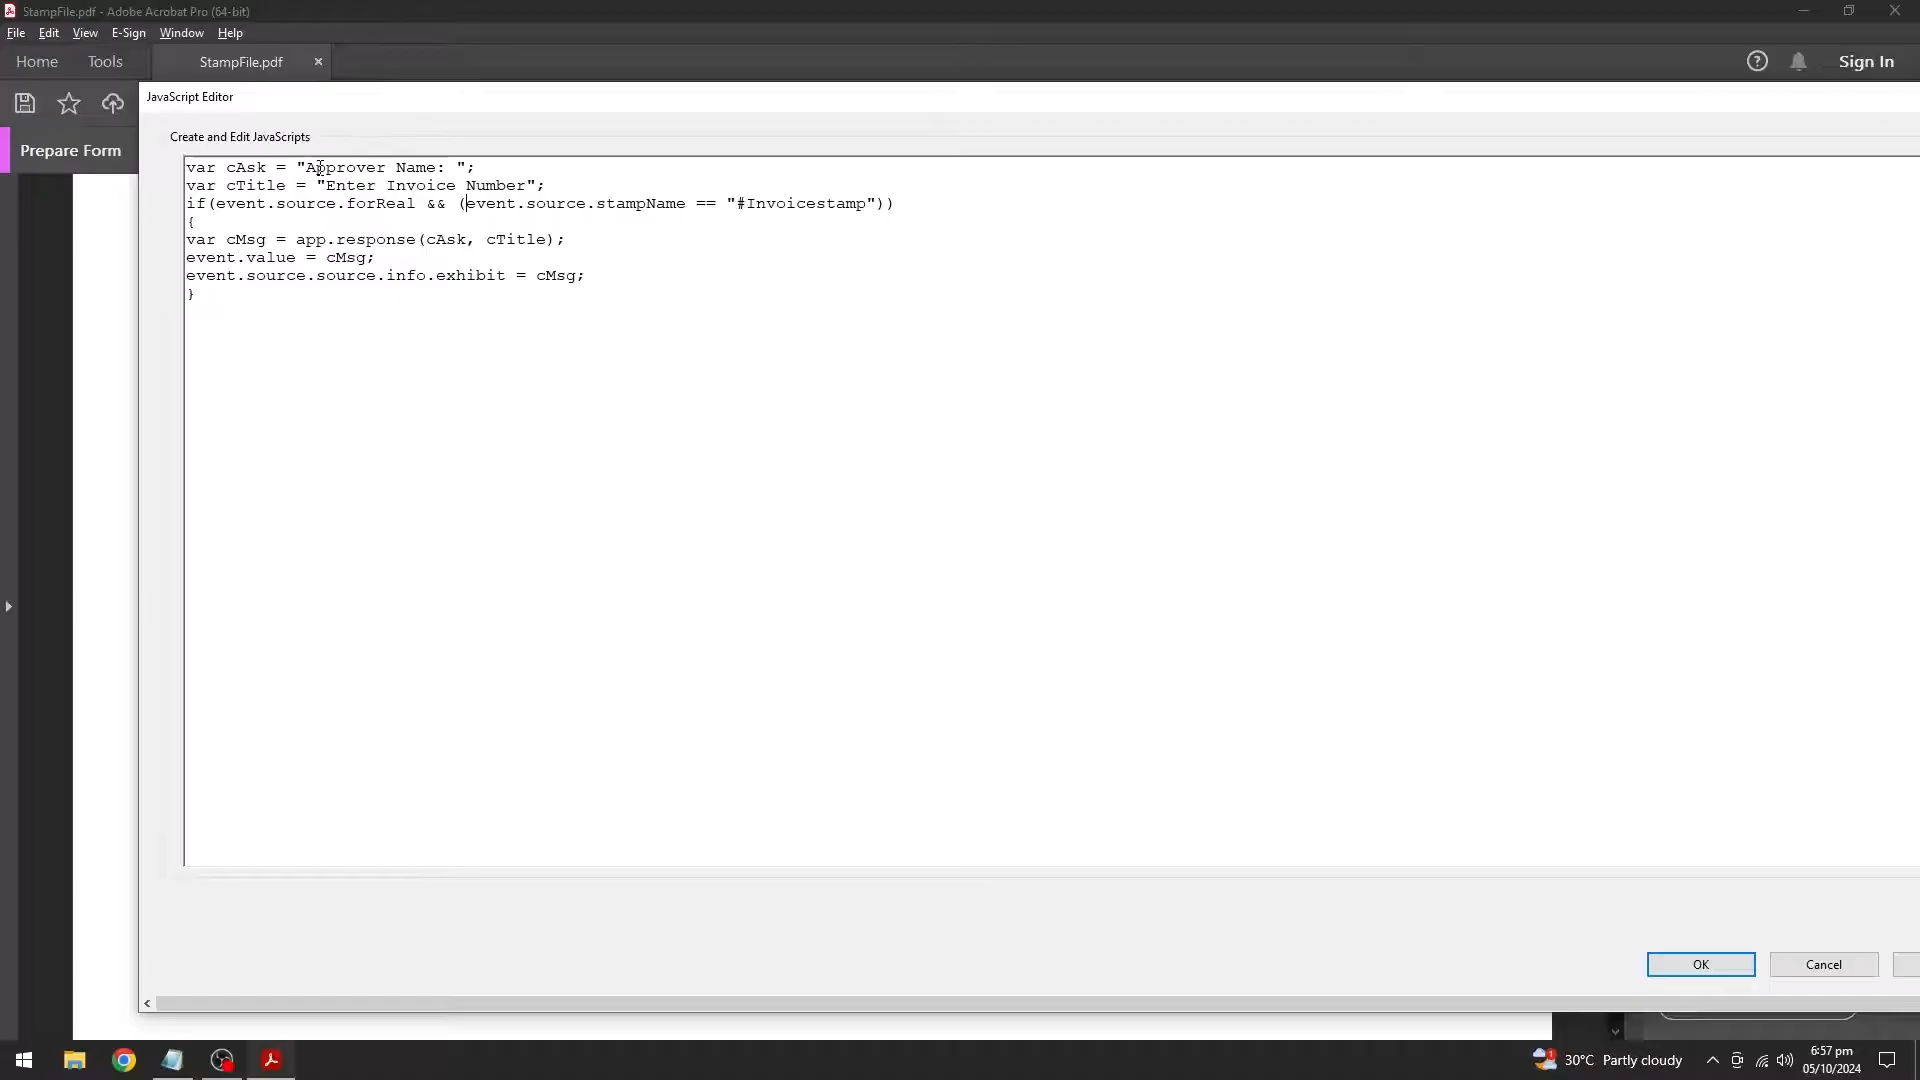 StampFile.pdf - Adobe Acrobat Pro (64-bit)
File Edit View E-Sign Window Help
Home Tools StampFile.pdf Sign In
JavaScript Editor
Prepare Form
Create and Edit JavaScripts
var cAsk = "Approver Name: ";
var cTitle = "Enter Invoice Number";
if(event.source.forReal && (event.source.stampName == "#Invoicestamp"))
{
var cMsg = app.response(cAsk, cTitle);
event.value = cMsg;
event.source.source.info.exhibit = cMsg;
}
OK Cancel
1 30°C Partly cloudy
6:57 pm
05/10/2024